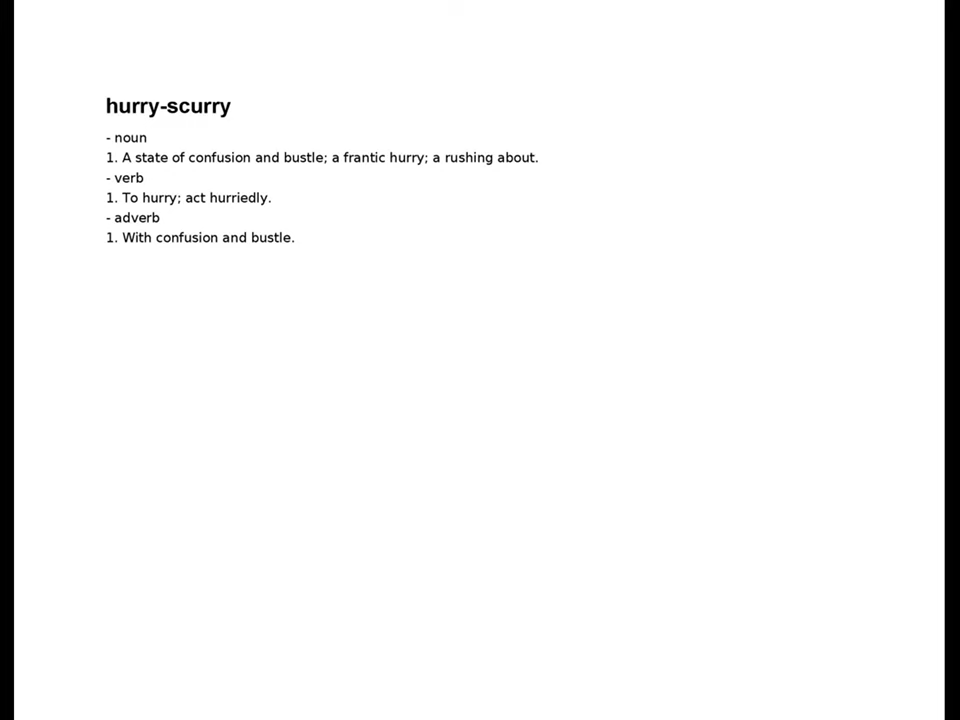 hurry-scurry
- noun
1. A state of confusion and bustle; a frantic hurry; a rushing about.
- verb
1. To hurry; act hurriedly.
- adverb
1. With confusion and bustle.